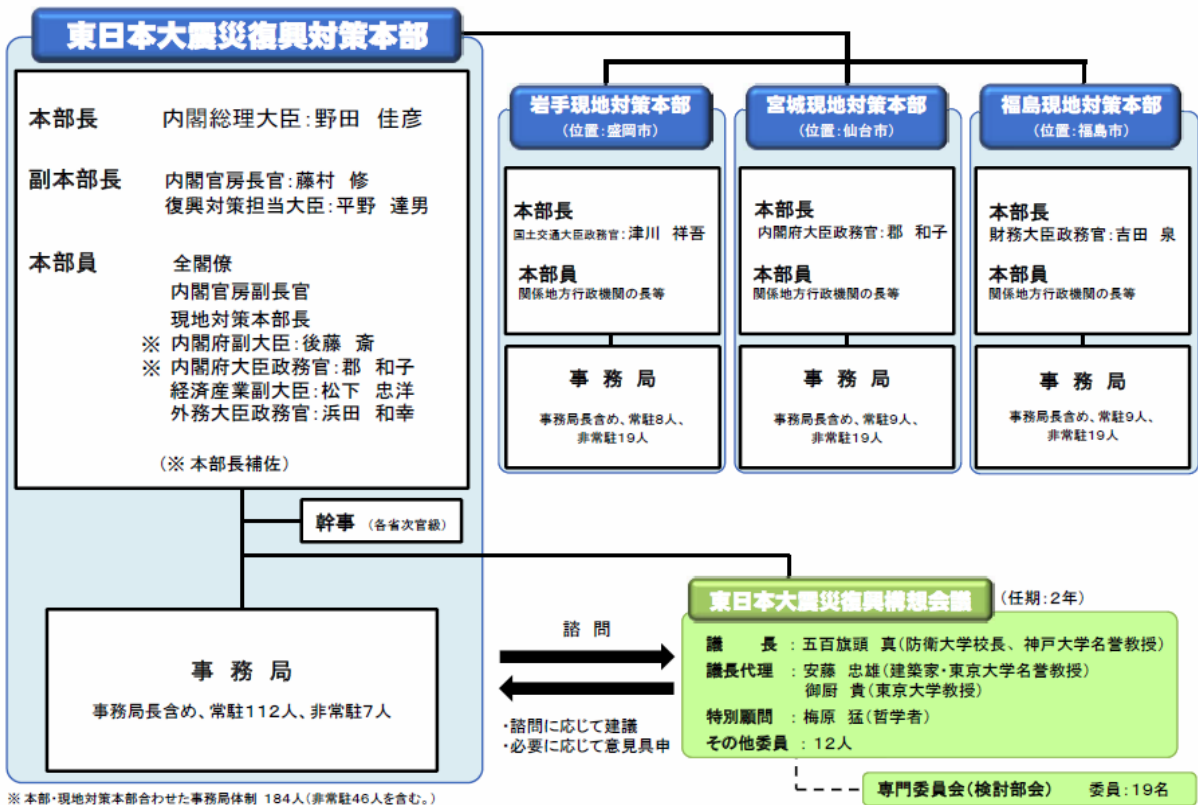 東日本大震災復興対策本部
本部長 内閣総理大臣:野田 佳彦
副本部長 内閣官房長官:藤村 修
復興対策担当大臣:平野 達男
本部員 全閣僚
内閣官房副長官
現地対策本部長
※ 内閣府副大臣:後藤 斎
※ 内閣府大臣政務官:郡 和子
経済産業副大臣:松下 忠洋
外務大臣政務官:浜田 和幸
(※ 本部長補佐)
幹事 (各省次官級)
事 務 局
事務局長含め、常駐112人、非常駐7人
※ 本部・現地対策本部合わせた事務局体制 184人(非常駐46人を含む。)
岩手現地対策本部
(位置:盛岡市)
本部長
国土交通大臣政務官:津川 祥吾
本部員
関係地方行政機関の長等
事 務 局
事務局長含め、常駐8人、
非常駐19人
宮城現地対策本部
(位置:仙台市)
本部長
内閣府大臣政務官:郡 和子
本部員
関係地方行政機関の長等
事 務 局
事務局長含め、常駐9人、
非常駐19人
福島現地対策本部
(位置:福島市)
本部長
財務大臣政務官:吉田 泉
本部員
関係地方行政機関の長等
事 務 局
事務局長含め、常駐9人、
非常駐19人
諮 問
・諮問に応じて建議
・必要に応じて意見具申
東日本大震災復興構想会議 (任期:2年)
議 長 :五百旗頭 真(防衛大学校長、神戸大学名誉教授)
議長代理 :安藤 忠雄(建築家・東京大学名誉教授)
御厨 貴(東京大学教授)
特別顧問 :梅原 猛(哲学者)
その他委員 :12人
専門委員会(検討部会) 委員:19名